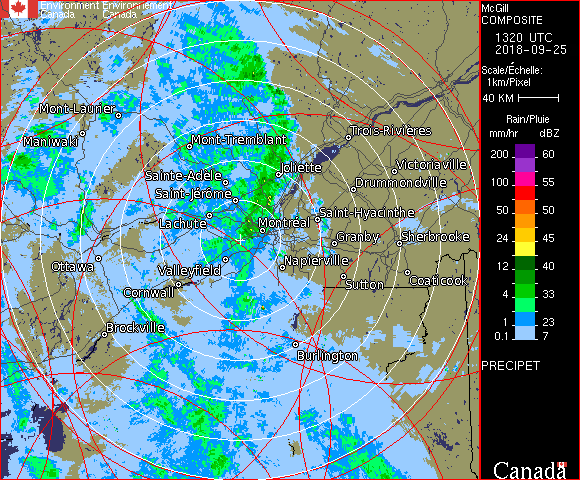 Environment Environnement
Canada Canada
McGill
COMPOSITE
1320 UTC
2018-09-25
Scale/Échelle:
1km/Pixel
40 KM
Rain/Pluie
mm/hr dBZ
200 60
100 55
50 50
24 45
12 40
4 33
1 23
0.1 7
PRECIPET
Canada
Mont-Laurier
Maniwaki
Mont-Tremblant
Trois-Rivières
Joliette
Victoriaville
Sainte-Adèle
Drummondville
Saint-Jérôme
Saint-Hyacinthe
Lachute
Montréal
Granby
Sherbrooke
Ottawa
Valleyfield
Napierville
Cornwall
Sutton
Coaticook
Brockville
Burlington